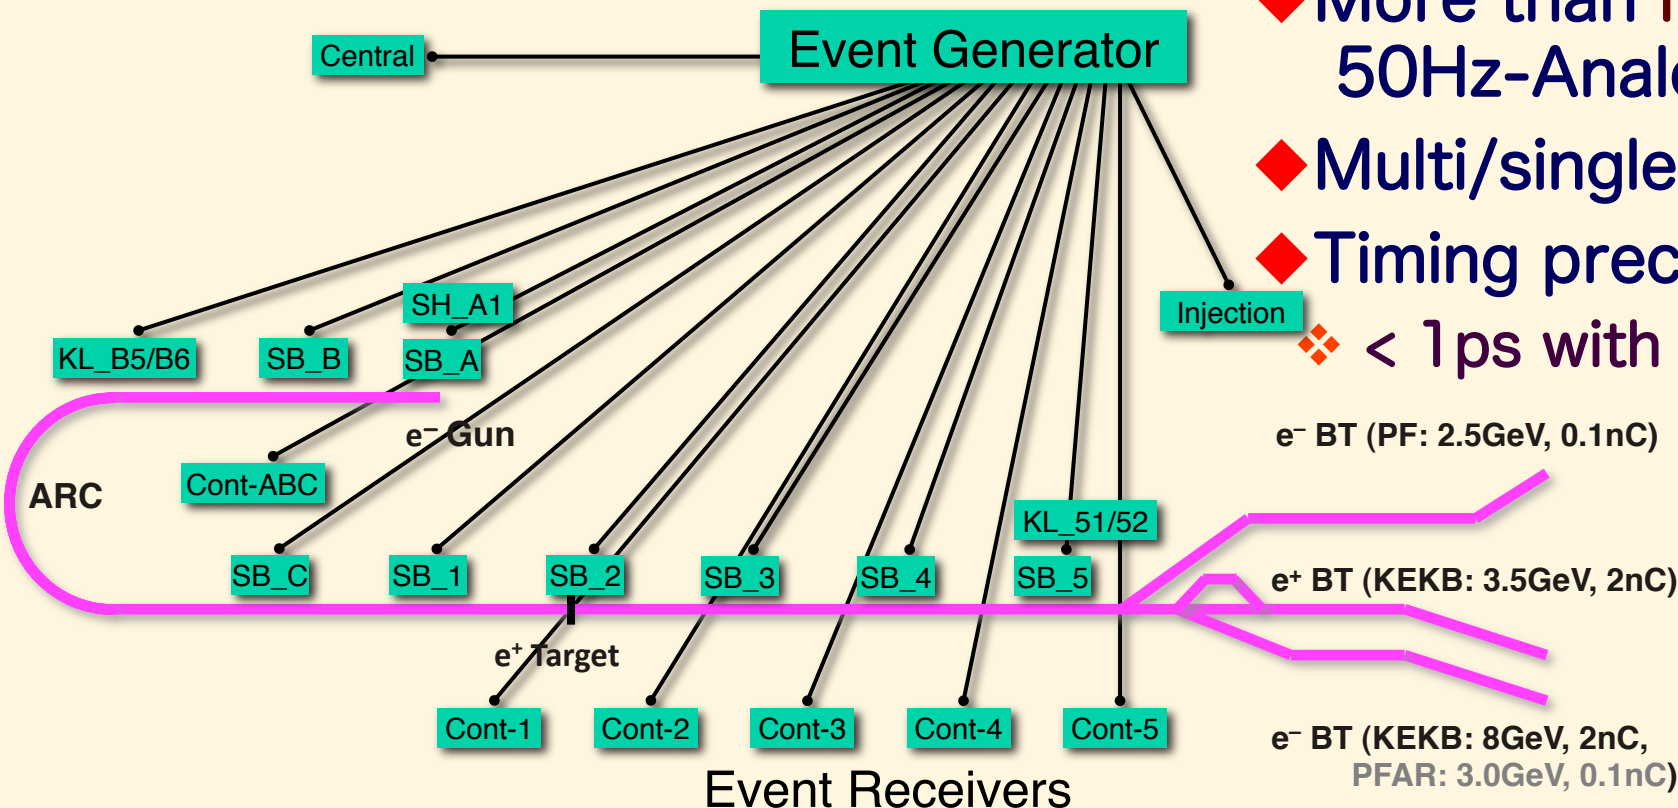 Event Generator
Central
More than
50Hz-Analo
Multi/single
Timing prec
< 1ps with
SH_A1
Injection
KL_B5/B6
SB_B
SB_A
e– Gun
e– BT (PF: 2.5GeV, 0.1nC)
Cont-ABC
ARC
KL_51/52
SB_C
SB_1
SB_2
SB_3
SB_4
SB_5
e+ BT (KEKB: 3.5GeV, 2nC)
e+ Target
Cont-1
Cont-2
Cont-3
Cont-4
Cont-5
e– BT (KEKB: 8GeV, 2nC,
PFAR: 3.0GeV, 0.1nC)
Event Receivers